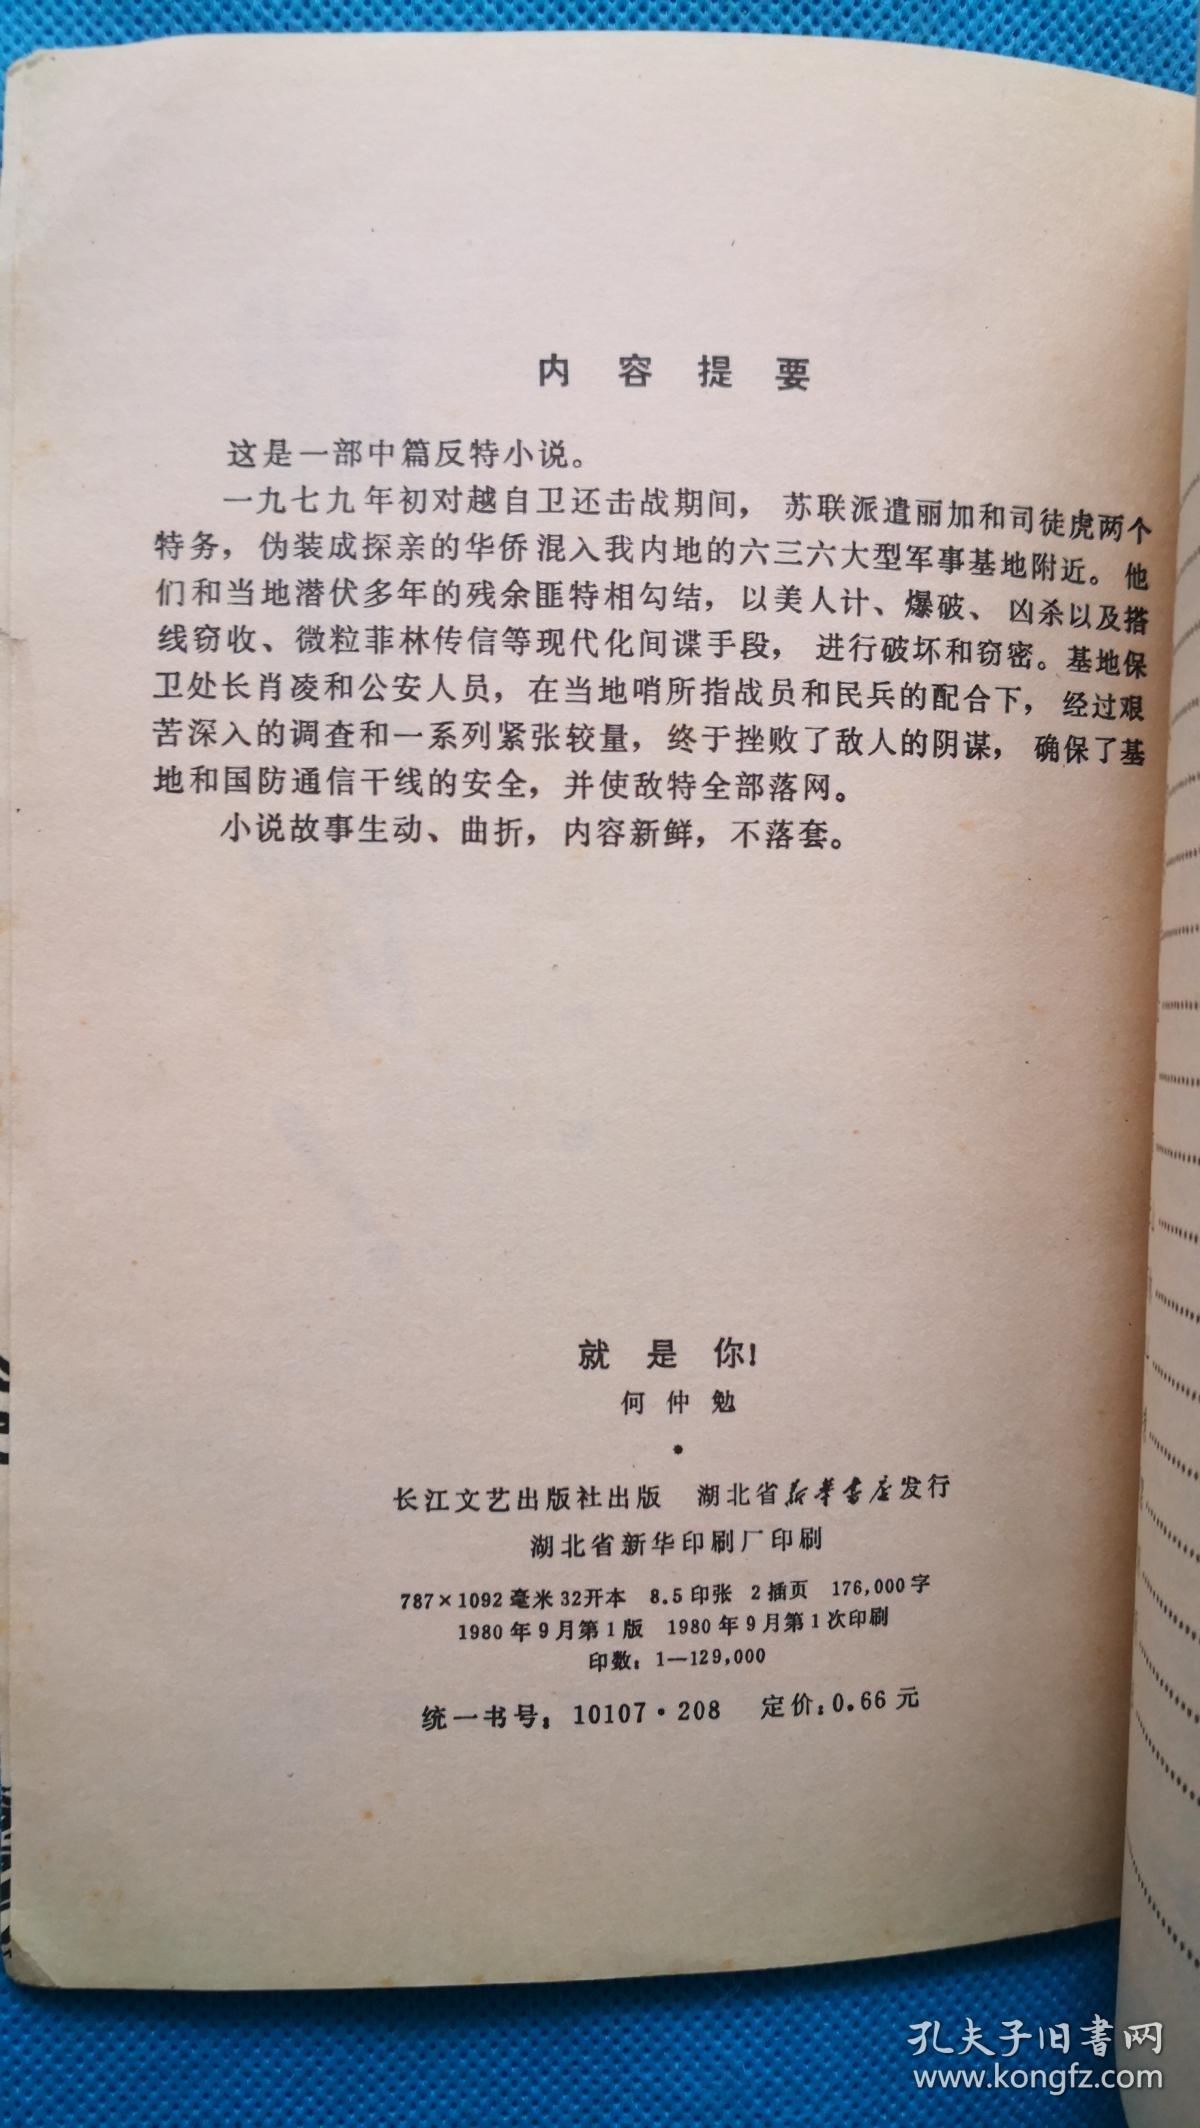 内容提要
这是一部中篇反特小说。
一九七九年初对越自卫还击战期间，苏联派遣丽加和司徒虎两个
特务，伪装成探亲的华侨混入我内地的六三六大型军事基地附近。他
们和当地潜伏多年的残余匪特相勾结，以美人计、爆破、凶杀以及搭
线窃收、微粒菲林传信等现代化间谍手段，进行破坏和窃密。基地保
卫处长肖凌和公安人员，在当地哨所指战员和民兵的配合下，经过艰
苦深入的调查和一系列紧张较量，终于挫败了敌人的阴谋，确保了基
地和国防通信干线的安全，并使敌特全部落网。
小说故事生动、曲折，内容新鲜，不落套。
就是你！
何仲勉
•
长江文艺出版社出版 湖北省新华书店发行
湖北省新华印刷厂印刷
787×1092毫米32开本 8.5印张 2插页 176,000字
1980年9月第1版 1980年9月第1次印刷
印数：1—129,000
统一书号：10107·208 定价：0.66元
孔夫子旧書网
www.kongfz.com